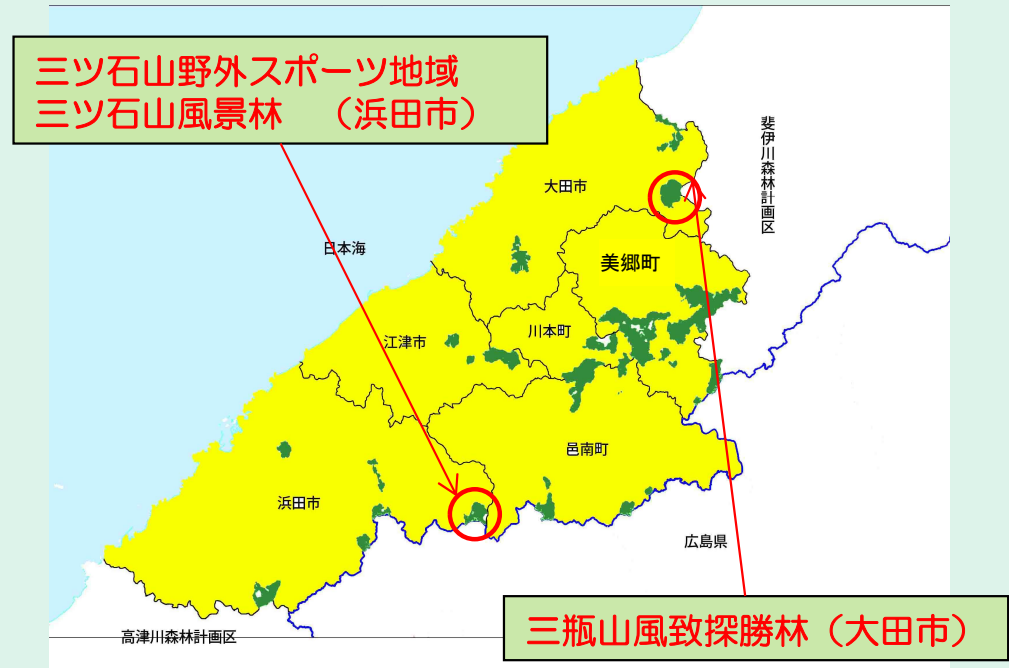 三ツ石山野外スポーツ地域
三ツ石山風景林　（浜田市）
斐伊川森林計画区
大田市
日本海
美郷町
川本町
江津市
邑南町
浜田市
広島県
三瓶山風致探勝林（大田市）
高津川森林計画区